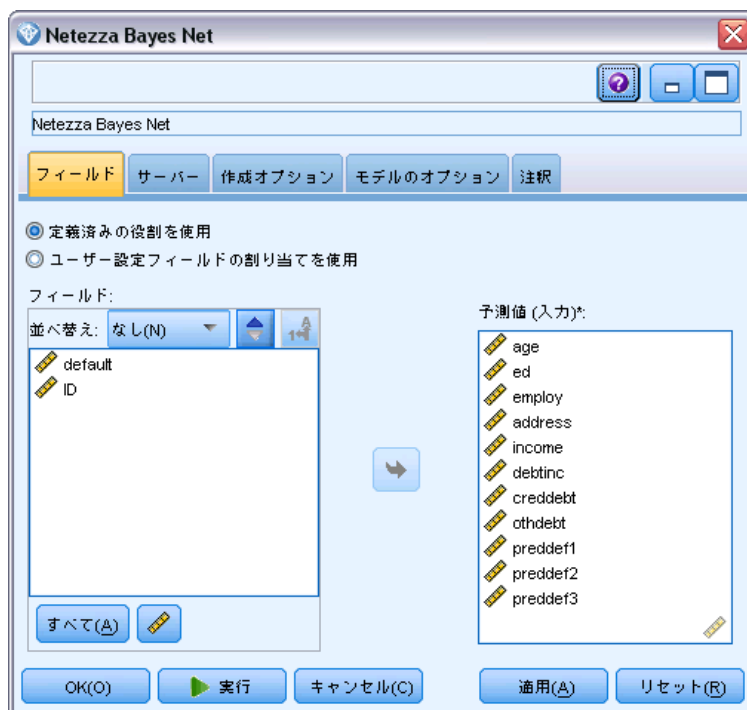 Netezza Bayes Net
Netezza Bayes Net
フィールド サーバー 作成オプション モデルのオプション 注釈
定義済みの役割を使用
ユーザー設定フィールドの割り当てを使用
フィールド:
並べ替え: なし(N)
default
ID
すべて(A)
予測値 (入力)*:
age
ed
employ
address
income
debtinc
creddebt
othdebt
preddef1
preddef2
preddef3
OK(O) 実行 キャンセル(C) 適用(A) リセット(R)